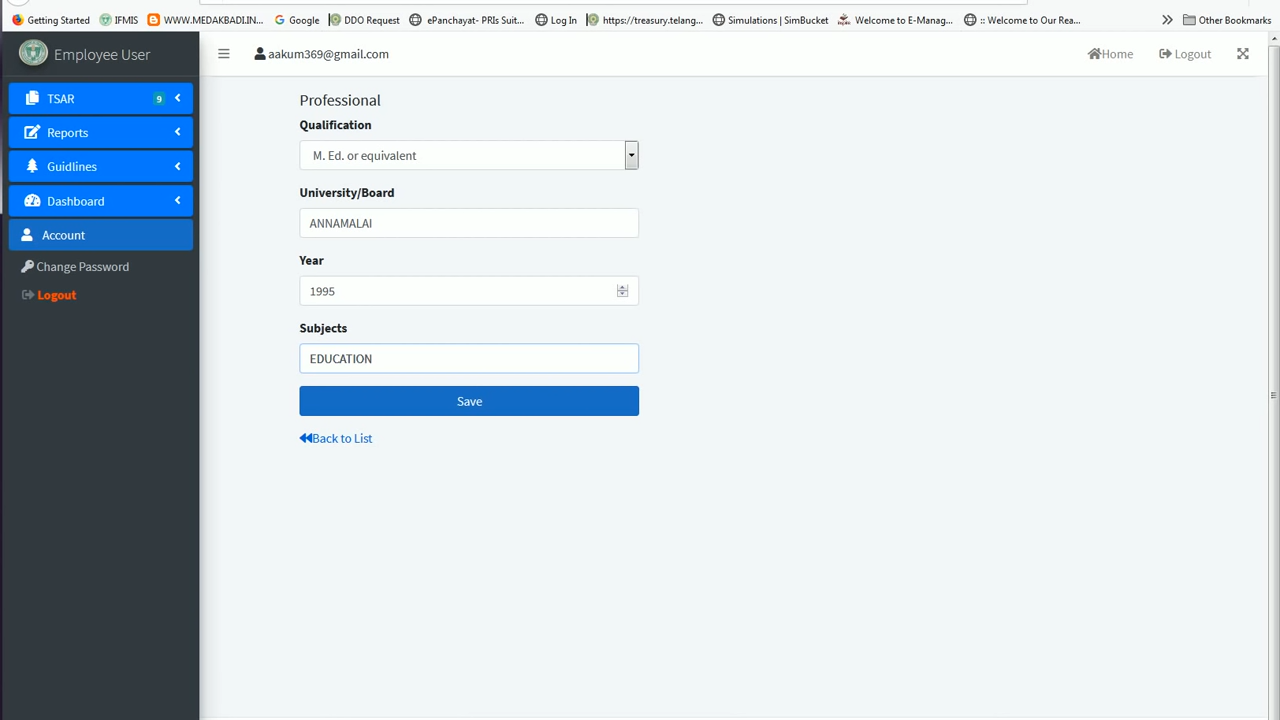 Getting Started IFMIS WWW.MEDAKBADI.IN... Google DDO Request ePanchayat- PRIs Suit... Log In https://treasury.telang... Simulations | SimBucket Welcome to E-Manag... :: Welcome to Our Rea... Other Bookmarks
Employee User
aakum369@gmail.com
Home Logout
TSAR 9
Reports
Guidlines
Dashboard
Account
Change Password
Logout
Professional
Qualification
M. Ed. or equivalent
University/Board
ANNAMALAI
Year
1995
Subjects
EDUCATION
Save
Back to List